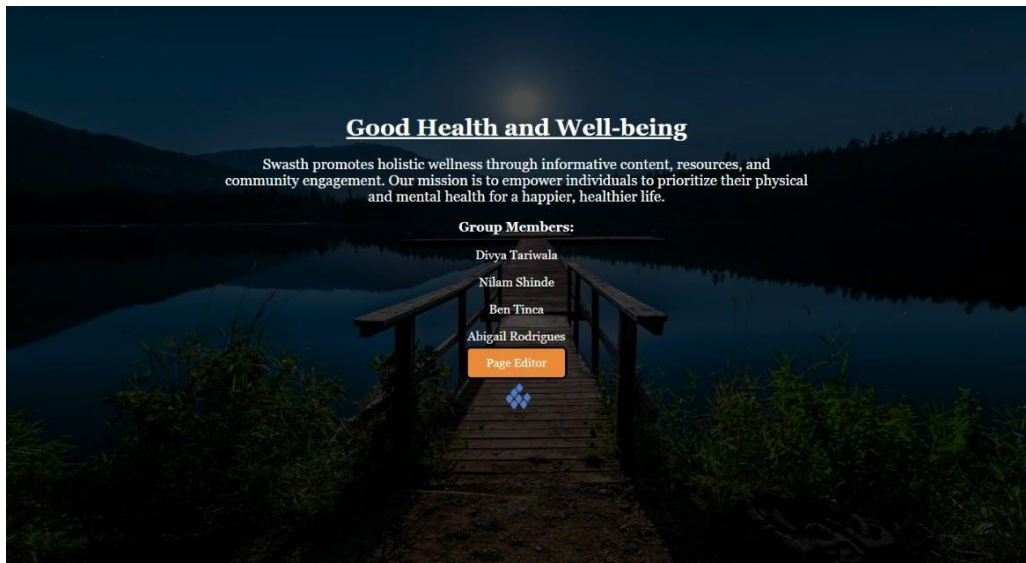 Good Health and Well-being
Swasth promotes holistic wellness through informative content, resources, and
community engagement. Our mission is to empower individuals to prioritize their physical
and mental health for a happier, healthier life.
Group Members:
Divya Tariwala
Nilam Shinde
Ben Tinca
Abigail Rodrigues
Page Editor